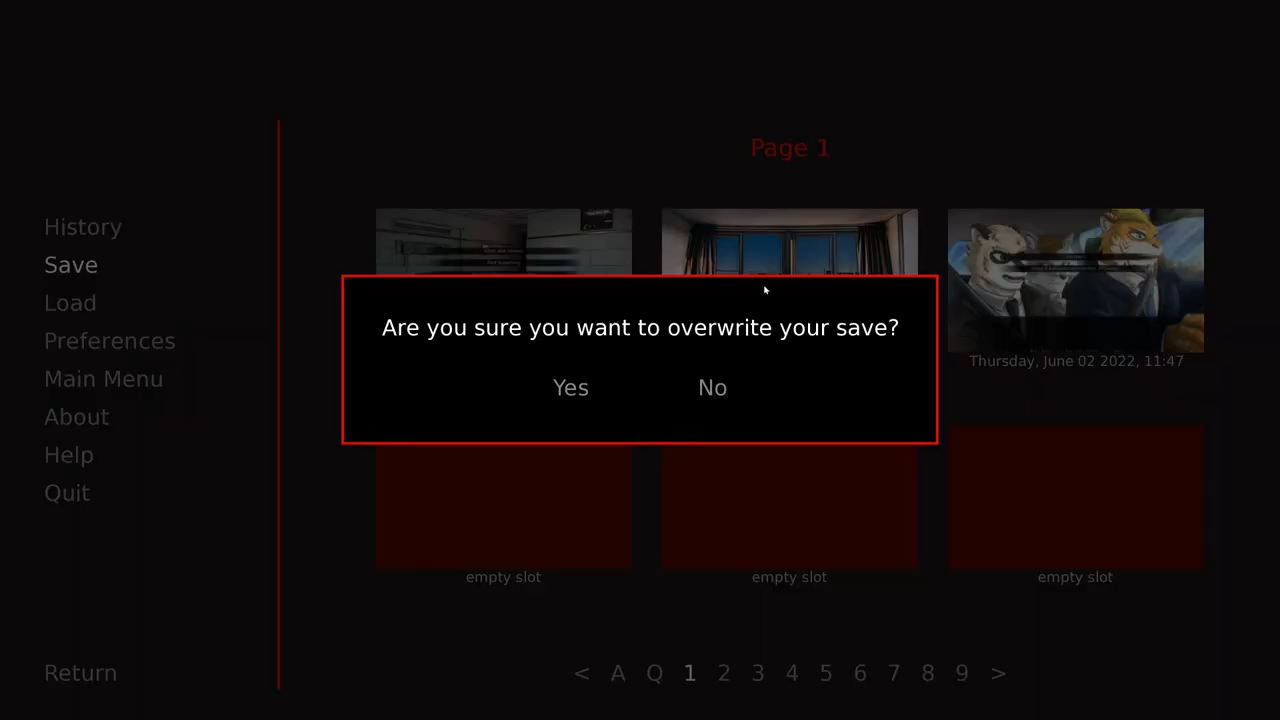 Page 1
History
Save
Load
Preferences
Main Menu
About
Help
Quit
Return
Are you sure you want to overwrite your save?
Yes No
Thursday, June 02 2022, 11:47
empty slot empty slot empty slot
< A Q 1 2 3 4 5 6 7 8 9 >